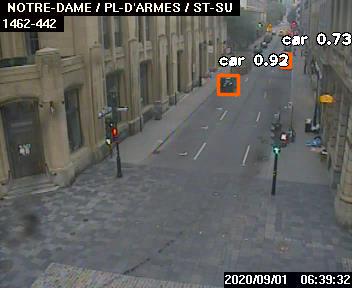 NOTRE-DAME / PL-D'ARMES / ST-SU
1462-442
car 0.73
car 0.92
2020/09/01 06:39:32